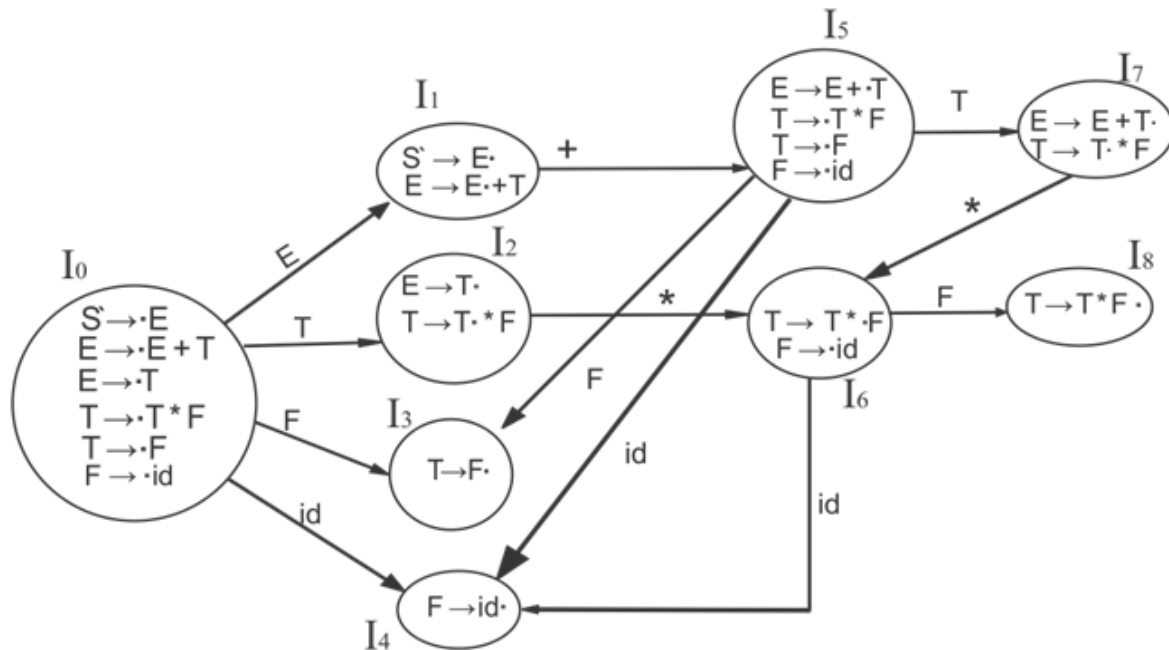 I0
S‵→·E
E→·E + T
E→·T
T→·T * F
T→·F
F→·id
E
T
F
id
I1
S‵→ E·
E → E·+T
+
I2
E→T·
T→T· * F
*
I3
T→F·
I4
F→id·
I5
E→E+·T
T→·T * F
T→·F
F→·id
T
F
id
I7
E→ E+T·
T→ T· * F
*
T→ T * ·F
F→·id
I6
F
id
I8
T→T * F ·